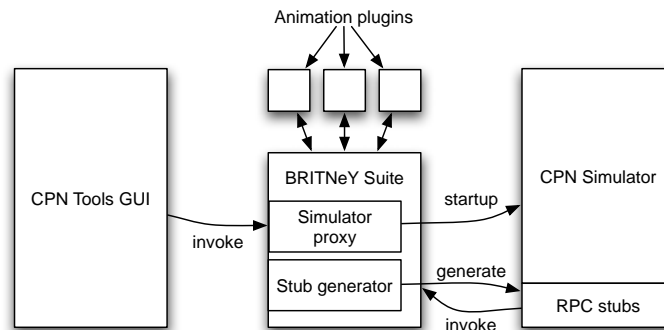 Animation plugins
BRITNeY Suite
CPN Tools GUI
CPN Simulator
startup
Simulator
proxy
invoke
generate
Stub generator
RPC stubs
invoke